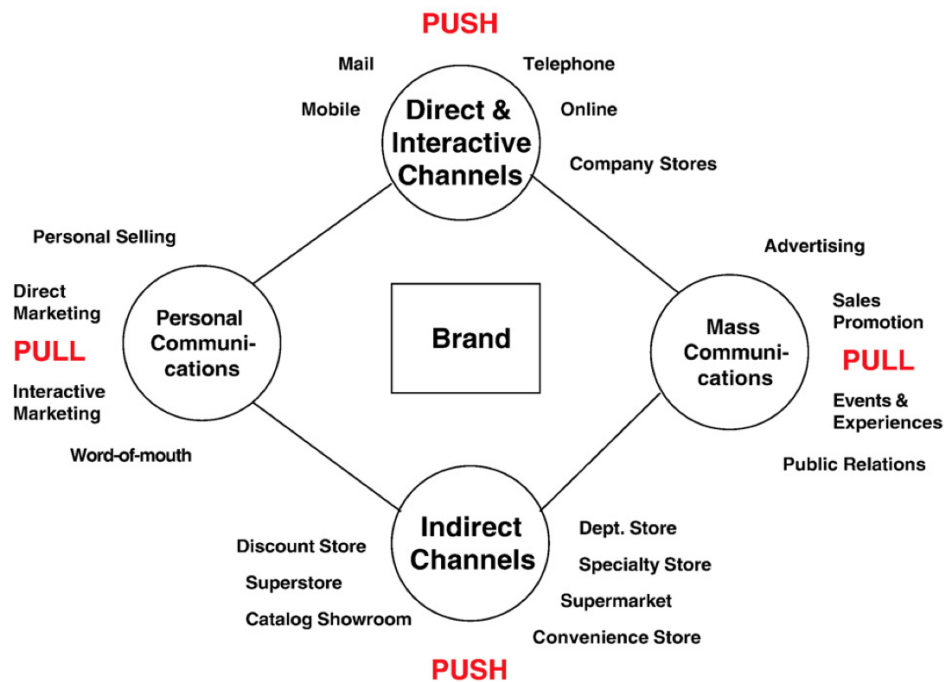 PUSH
Mail
Telephone
Mobile
Direct &
Interactive
Channels
Online
Company Stores
Personal Selling
Advertising
Direct
Marketing
PULL
Interactive
Marketing
Word-of-mouth
Personal
Communi-
cations
Brand
Mass
Communi-
cations
Sales
Promotion
PULL
Events &
Experiences
Public Relations
Indirect
Channels
Discount Store
Superstore
Catalog Showroom
Dept. Store
Specialty Store
Supermarket
Convenience Store
PUSH